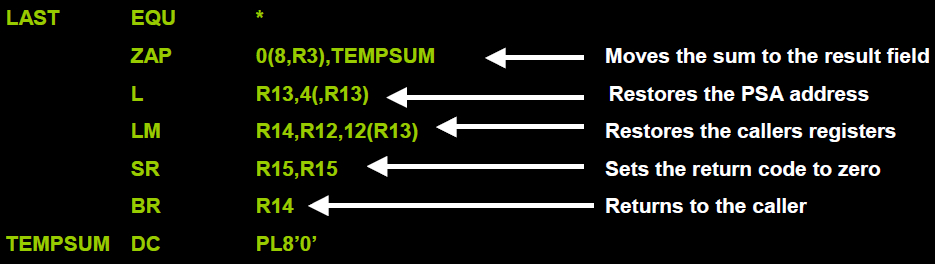 LAST EQU *
ZAP 0(8,R3),TEMPSUM Moves the sum to the result field
L R13,4(,R13) Restores the PSA address
LM R14,R12,12(R13) Restores the callers registers
SR R15,R15 Sets the return code to zero
BR R14 Returns to the caller
TEMPSUM DC PL8’0’